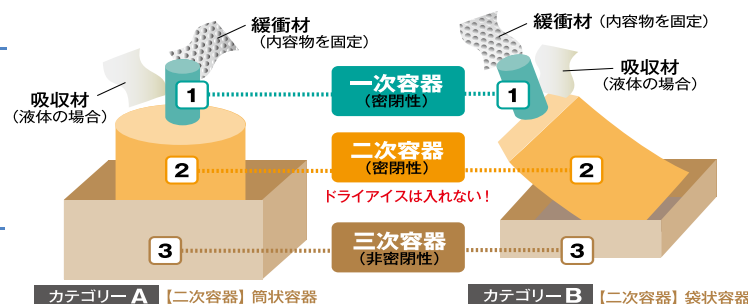 緩衝材
(内容物を固定)
吸収材
(液体の場合)
緩衝材(内容物を固定)
吸収材
(液体の場合)
1
一次容器
(密閉性)
1
2
二次容器
(密閉性)
2
ドライアイスは入れない!
3
三次容器
(非密閉性)
3
カテゴリーA【二次容器】筒状容器
カテゴリーB【二次容器】袋状容器